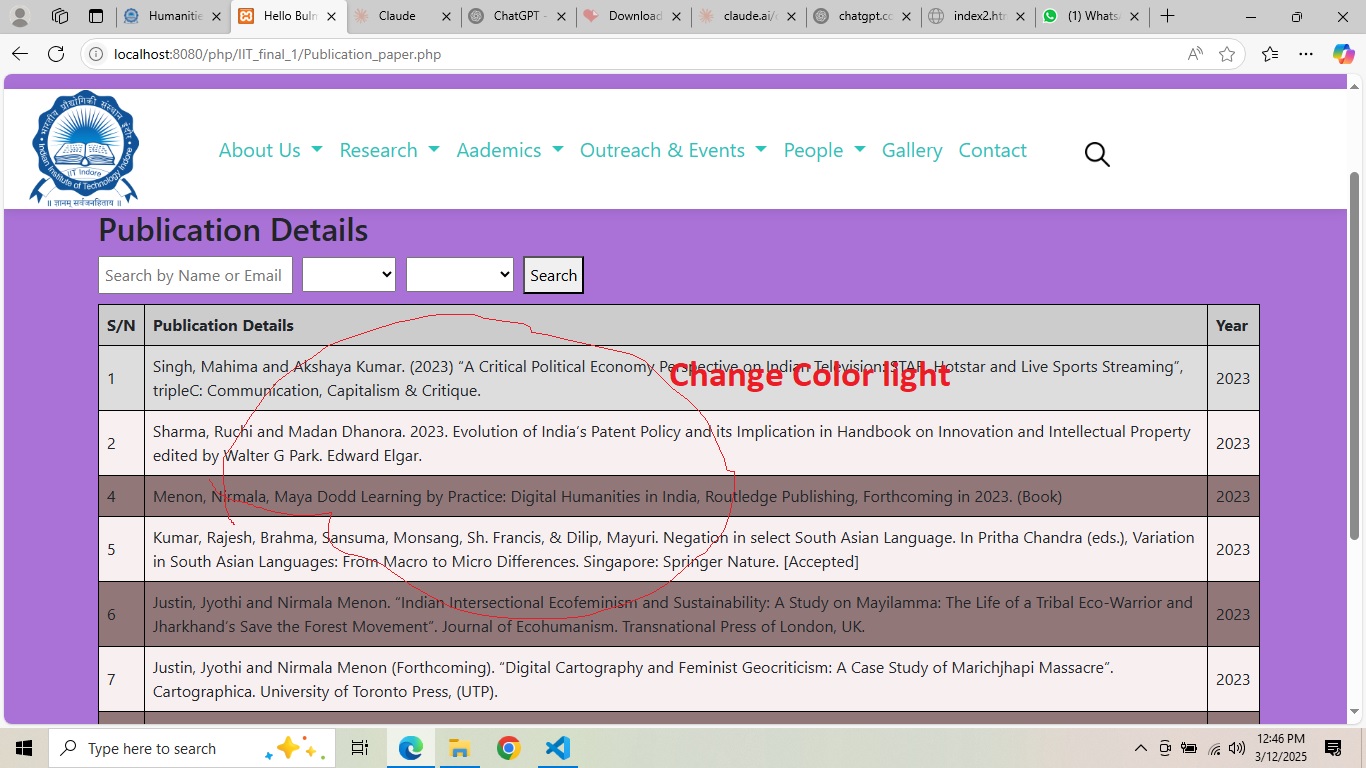 Humanitie
Hello Buln
Claude
ChatGPT -
Download
claude.ai/c
chatgpt.cc
index2.htm
(1) Whats
localhost:8080/php/IIT_final_1/Publication_paper.php
भारतीय प्रौद्योगिकी संस्थान इंदौर
IIT Indore
Indian Institute of Technology Indore
॥ ज्ञानम् सर्वजनहिताय ॥
About Us
Research
Aademics
Outreach & Events
People
Gallery
Contact
Publication Details
Search by Name or Email
Search
S/N Publication Details Year
1 Singh, Mahima and Akshaya Kumar. (2023) “A Critical Political Economy Perspective on Indian Television:STAR, Hotstar and Live Sports Streaming”, 2023
tripleC: Communication, Capitalism & Critique.
Change Color light
2 Sharma, Ruchi and Madan Dhanora. 2023. Evolution of India’s Patent Policy and its Implication in Handbook on Innovation and Intellectual Property 2023
edited by Walter G Park. Edward Elgar.
4 Menon, Nirmala, Maya Dodd Learning by Practice: Digital Humanities in India, Routledge Publishing, Forthcoming in 2023. (Book) 2023
5 Kumar, Rajesh, Brahma, Sansuma, Monsang, Sh. Francis, & Dilip, Mayuri. Negation in select South Asian Language. In Pritha Chandra (eds.), Variation 2023
in South Asian Languages: From Macro to Micro Differences. Singapore: Springer Nature. [Accepted]
6 Justin, Jyothi and Nirmala Menon. “Indian Intersectional Ecofeminism and Sustainability: A Study on Mayilamma: The Life of a Tribal Eco-Warrior and 2023
Jharkhand’s Save the Forest Movement”. Journal of Ecohumanism. Transnational Press of London, UK.
7 Justin, Jyothi and Nirmala Menon (Forthcoming). “Digital Cartography and Feminist Geocriticism: A Case Study of Marichjhapi Massacre”. 2023
Cartographica. University of Toronto Press, (UTP).
Type here to search
12:46 PM
3/12/2025